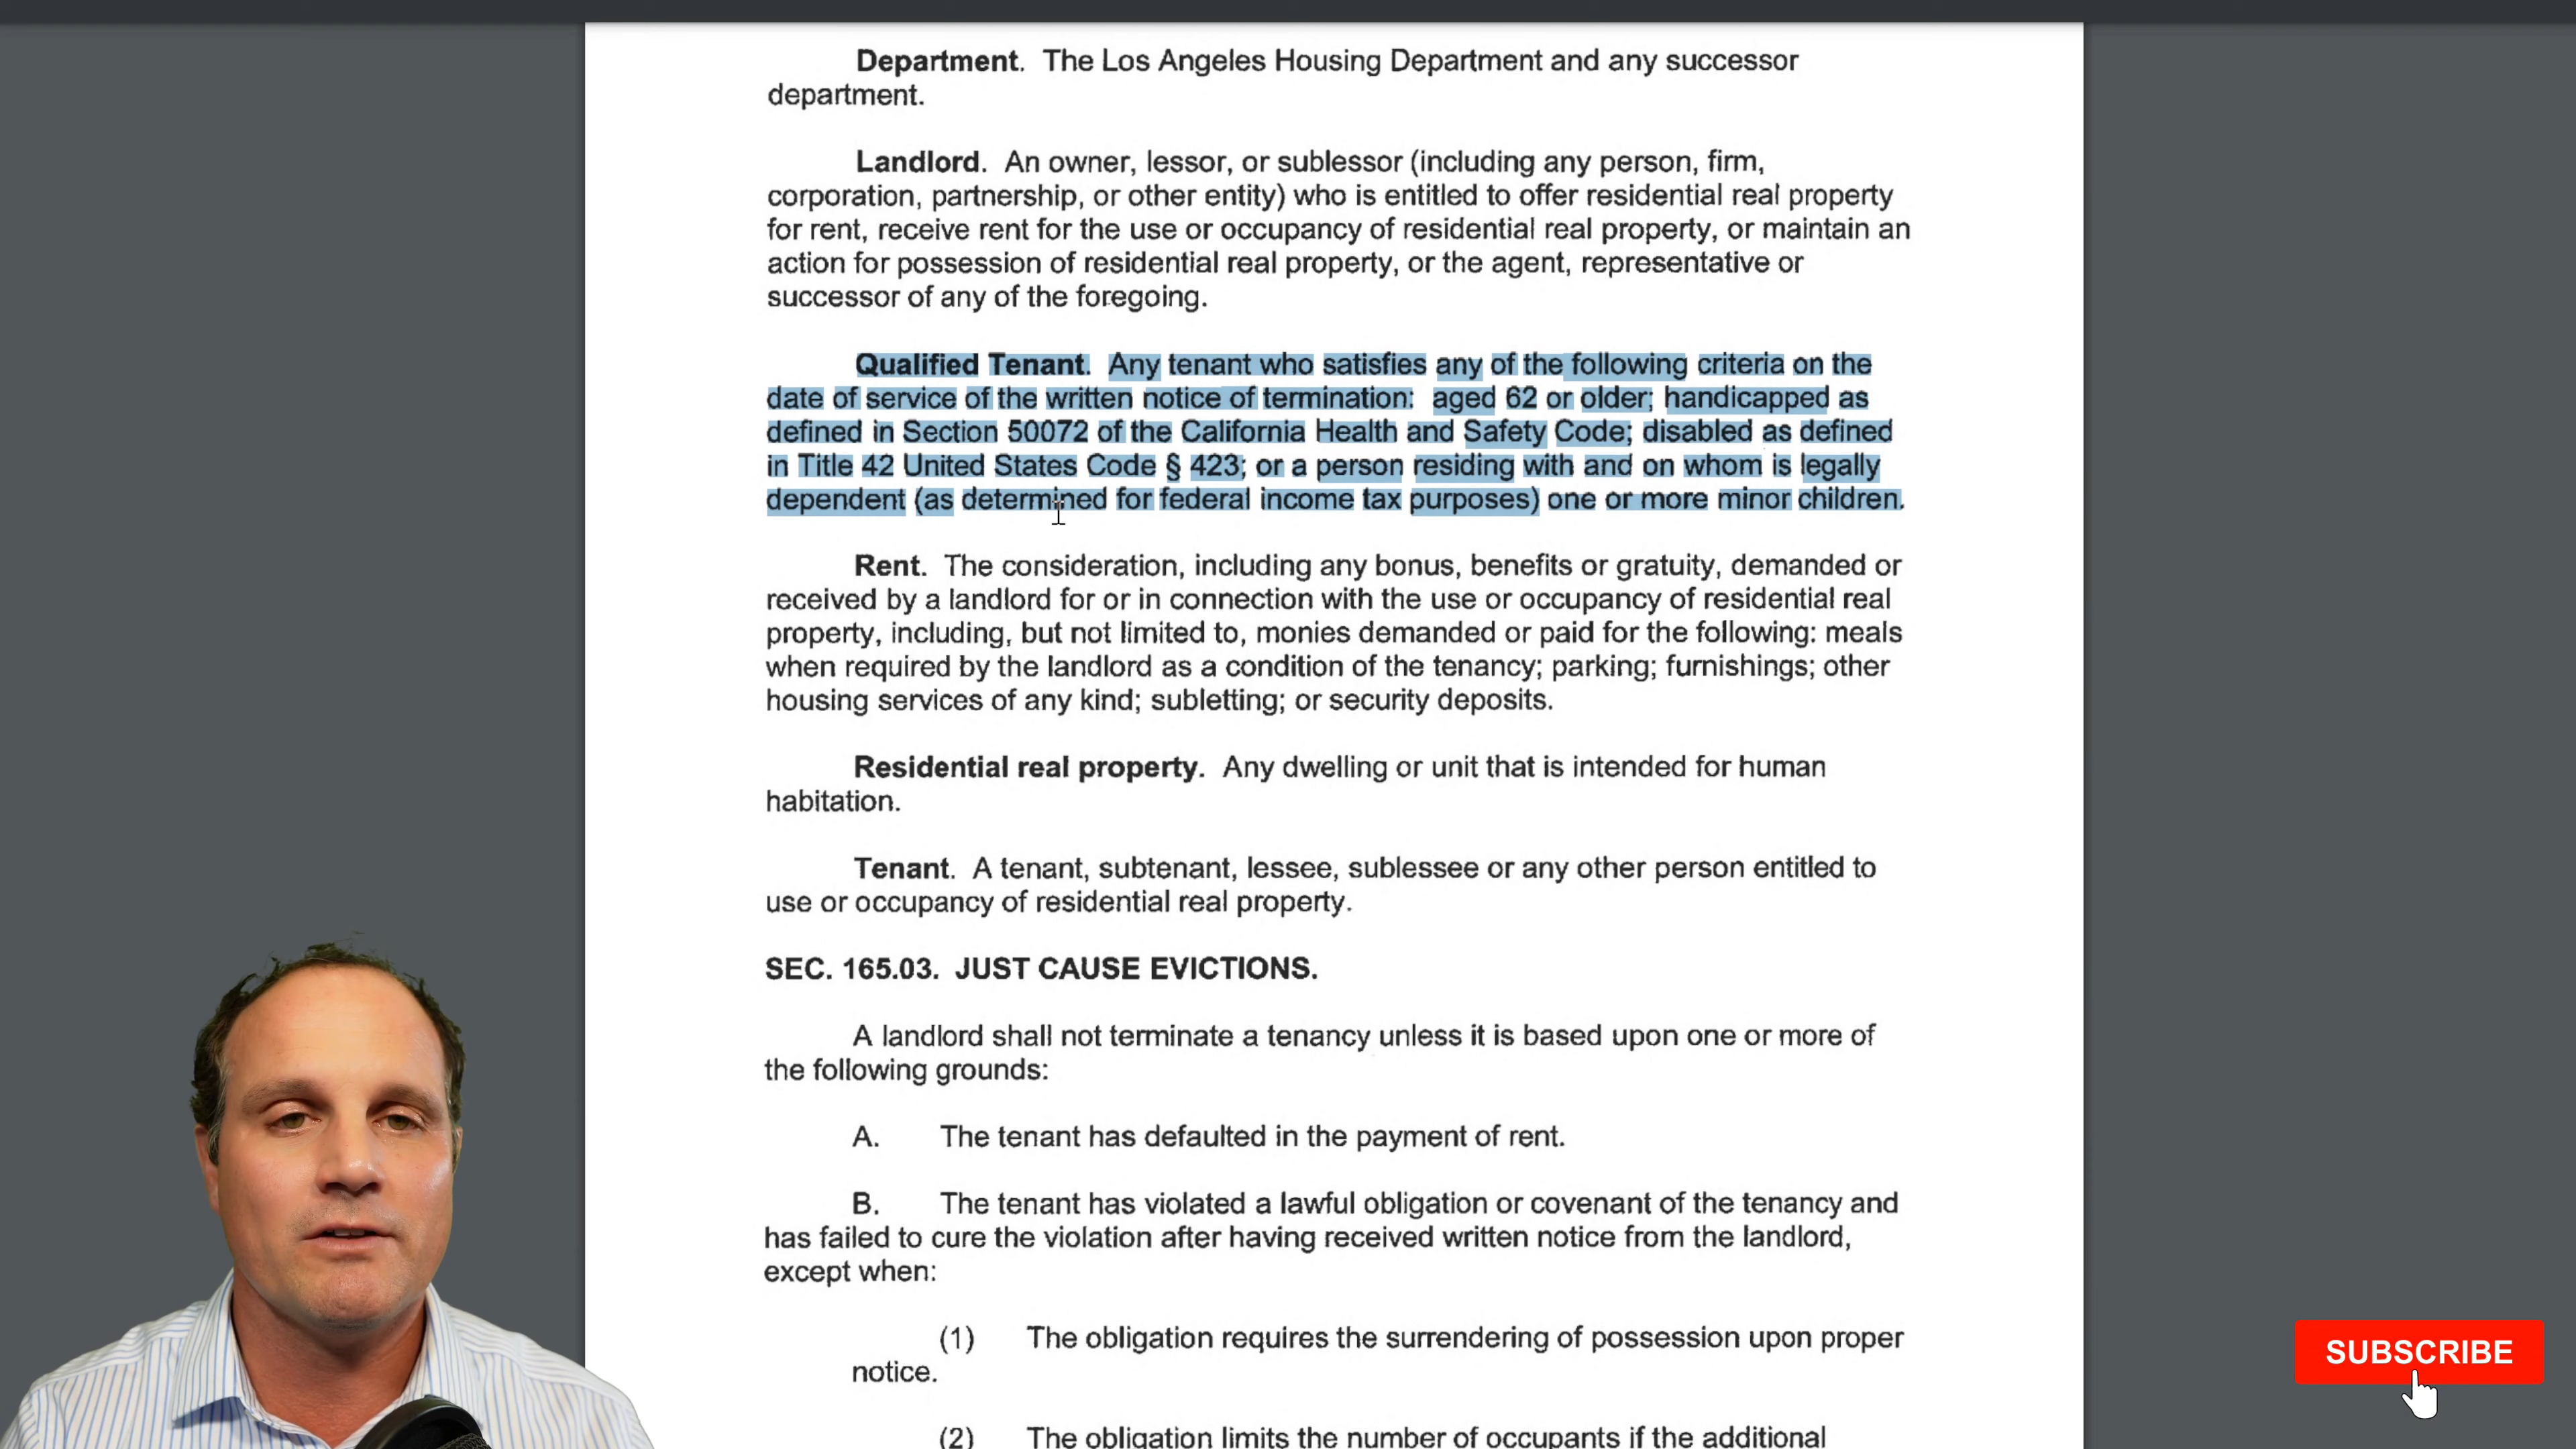 Department. The Los Angeles Housing Department and any successor
department.
Landlord. An owner, lessor, or sublessor (including any person, firm,
corporation, partnership, or other entity) who is entitled to offer residential real property
for rent, receive rent for the use or occupancy of residential real property, or maintain an
action for possession of residential real property, or the agent, representative or
successor of any of the foregoing.
Qualified Tenant. Any tenant who satisfies any of the following criteria on the
date of service of the written notice of termination: aged 62 or older; handicapped as
defined in Section 50072 of the California Health and Safety Code; disabled as defined
in Title 42 United States Code § 423; or a person residing with and on whom is legally
dependent (as determined for federal income tax purposes) one or more minor children.
Rent. The consideration, including any bonus, benefits or gratuity, demanded or
received by a landlord for or in connection with the use or occupancy of residential real
property, including, but not limited to, monies demanded or paid for the following: meals
when required by the landlord as a condition of the tenancy; parking; furnishings; other
housing services of any kind; subletting; or security deposits.
Residential real property. Any dwelling or unit that is intended for human
habitation.
Tenant. A tenant, subtenant, lessee, sublessee or any other person entitled to
use or occupancy of residential real property.
SEC. 165.03. JUST CAUSE EVICTIONS.
A landlord shall not terminate a tenancy unless it is based upon one or more of
the following grounds:
A. The tenant has defaulted in the payment of rent.
B. The tenant has violated a lawful obligation or covenant of the tenancy and
has failed to cure the violation after having received written notice from the landlord,
except when:
(1) The obligation requires the surrendering of possession upon proper
notice.
(2) The obligation limits the number of occupants if the additional
SUBSCRIBE